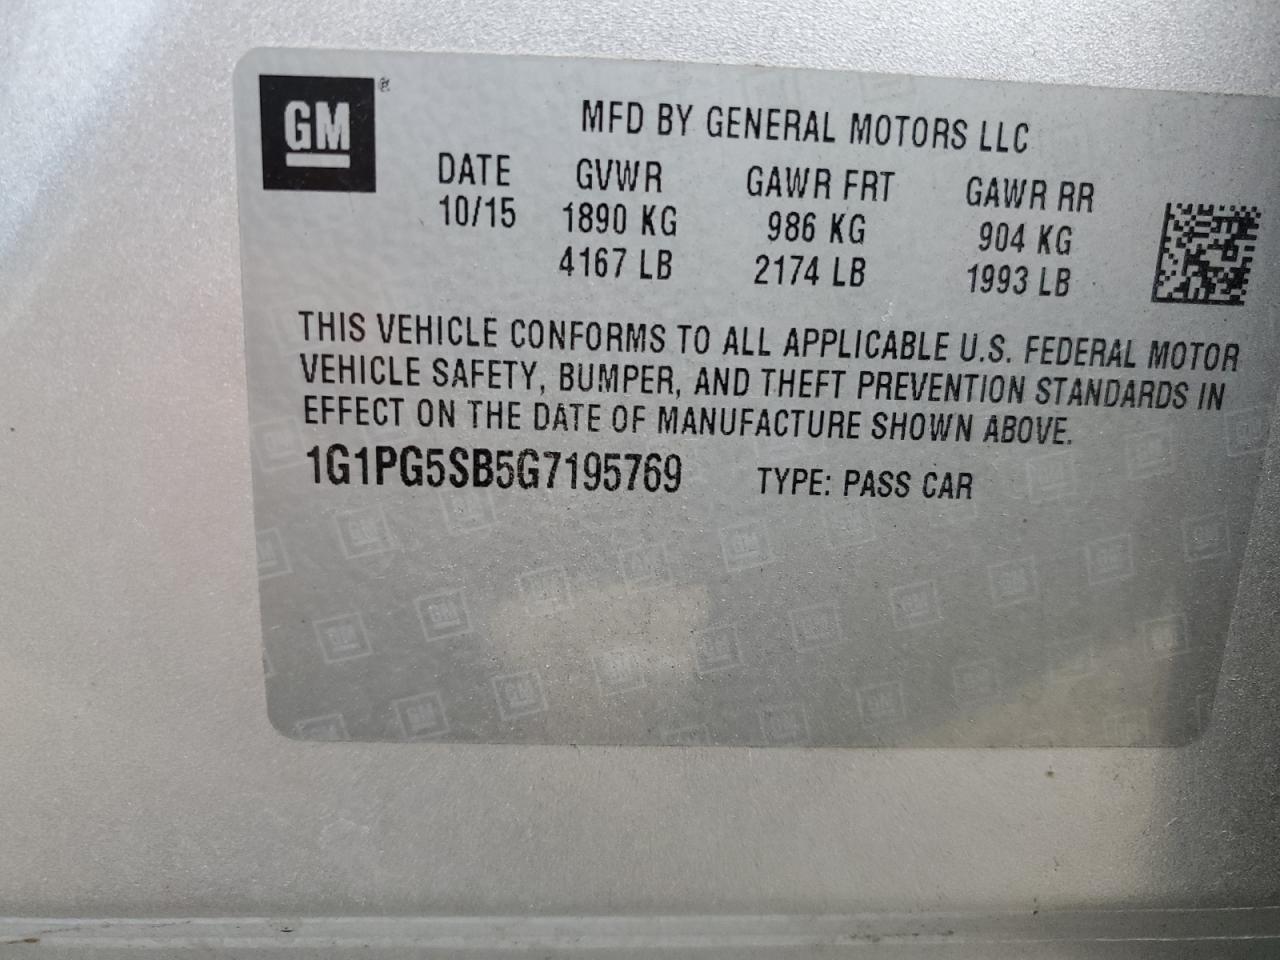 GM ®
MFD BY GENERAL MOTORS LLC
DATE GVWR GAWR FRT GAWR RR
10/15 1890 KG 986 KG 904 KG
4167 LB 2174 LB 1993 LB
THIS VEHICLE CONFORMS TO ALL APPLICABLE U.S. FEDERAL MOTOR
VEHICLE SAFETY, BUMPER, AND THEFT PREVENTION STANDARDS IN
EFFECT ON THE DATE OF MANUFACTURE SHOWN ABOVE.
1G1PG5SB5G7195769 TYPE: PASS CAR